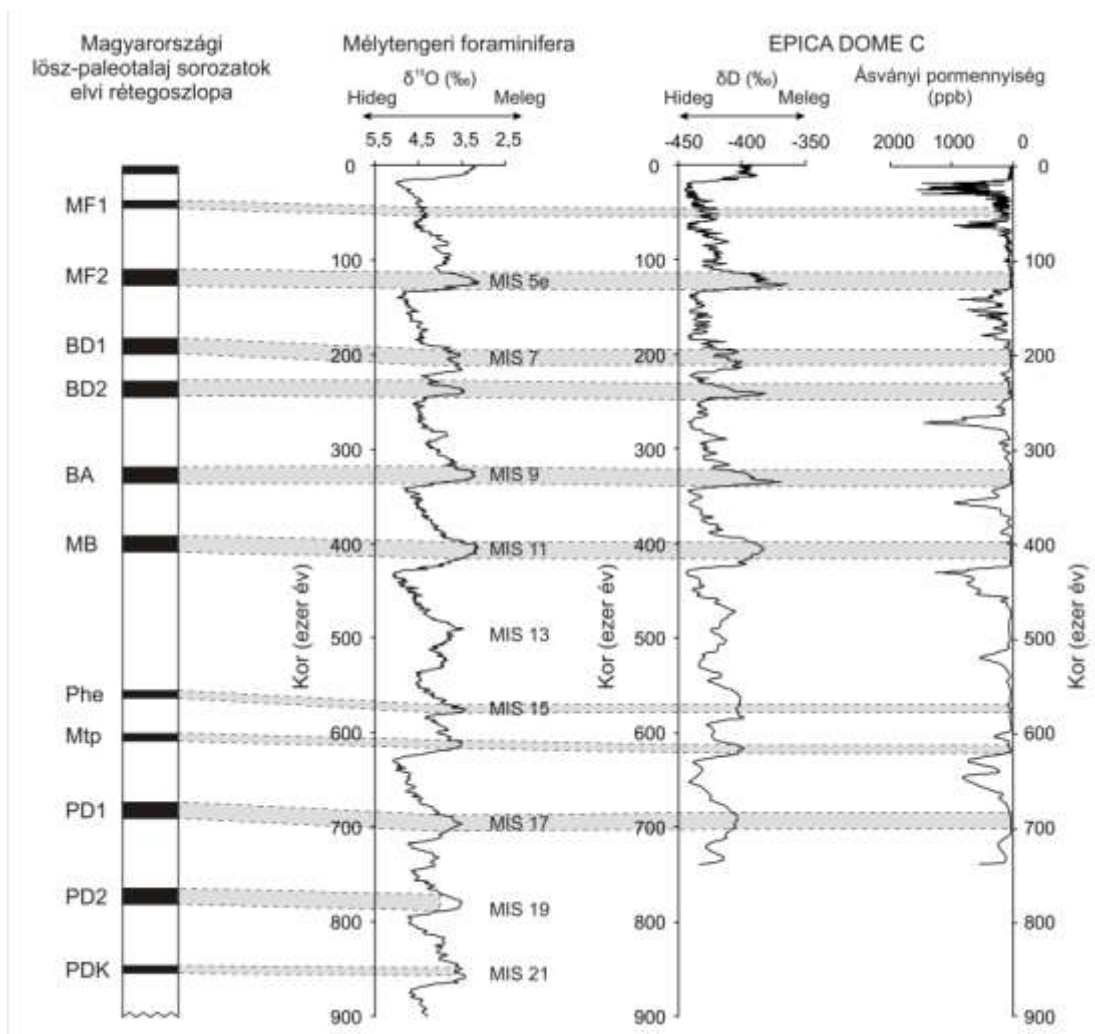 Magyarországi
lösz-paleotalaj sorozatok
elvi rétegoszlopa
MF1
MF2
BD1
BD2
BA
MB
Phe
Mtp
PD1
PD2
PDK
Mélytengeri foraminifera
δ¹⁸O (‰)
Hideg Meleg
5,5 4,5 3,5 2,5
0
100
200
300
400
500
600
700
800
900
Kor (ezer év)
MIS 5e
MIS 7
MIS 9
MIS 11
MIS 13
MIS 15
MIS 17
MIS 19
MIS 21
EPICA DOME C
δD (‰)
Hideg Meleg
-450 -400 -350
0
100
200
300
400
500
600
700
800
900
Kor (ezer év)
Ásványi pormennyiség
(ppb)
2000 1000 0
0
100
200
300
400
500
600
700
800
900
Kor (ezer év)